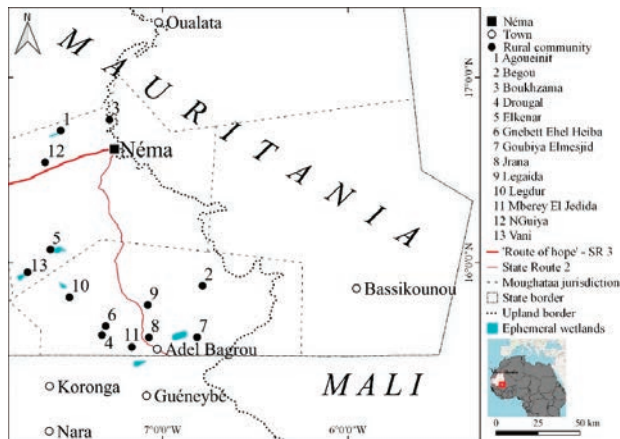 Oualata
MAURITANIA
17°0'0"N
1
3
12
Néma
5
13
10
2
16°0'0"N
Bassikounou
9
6
4
8
7
11
Adel Bagrou
Koronga
Guéneybé
MALI
Nara
7°0'0"W
6°0'0"W
Néma
Town
Rural community
1 Agoueinit
2 Begou
3 Boukhzama
4 Drougal
5 Elkenar
6 Gnebett Ehel Heiba
7 Goubiya Elmesjid
8 Jrana
9 Legaida
10 Legdur
11 Mberey El Jedida
12 NGuiya
13 Vani
'Route of hope' - SR 3
State Route 2
Moughataa jurisdiction
State border
Upland border
Ephemeral wetlands
0 25 50 km